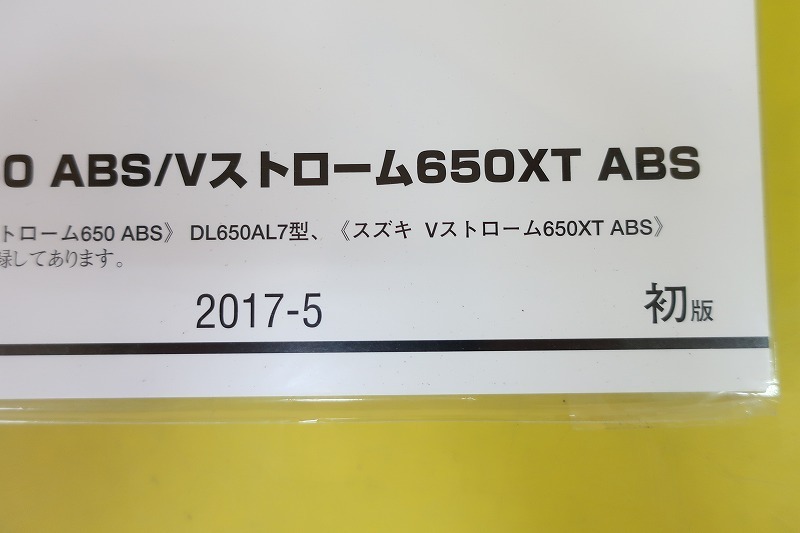 0 ABS/Vストローム650XT ABS
トローム650 ABS》 DL650AL7型、《スズキ Vストローム650XT ABS》
録してあります。
2017-5 初版